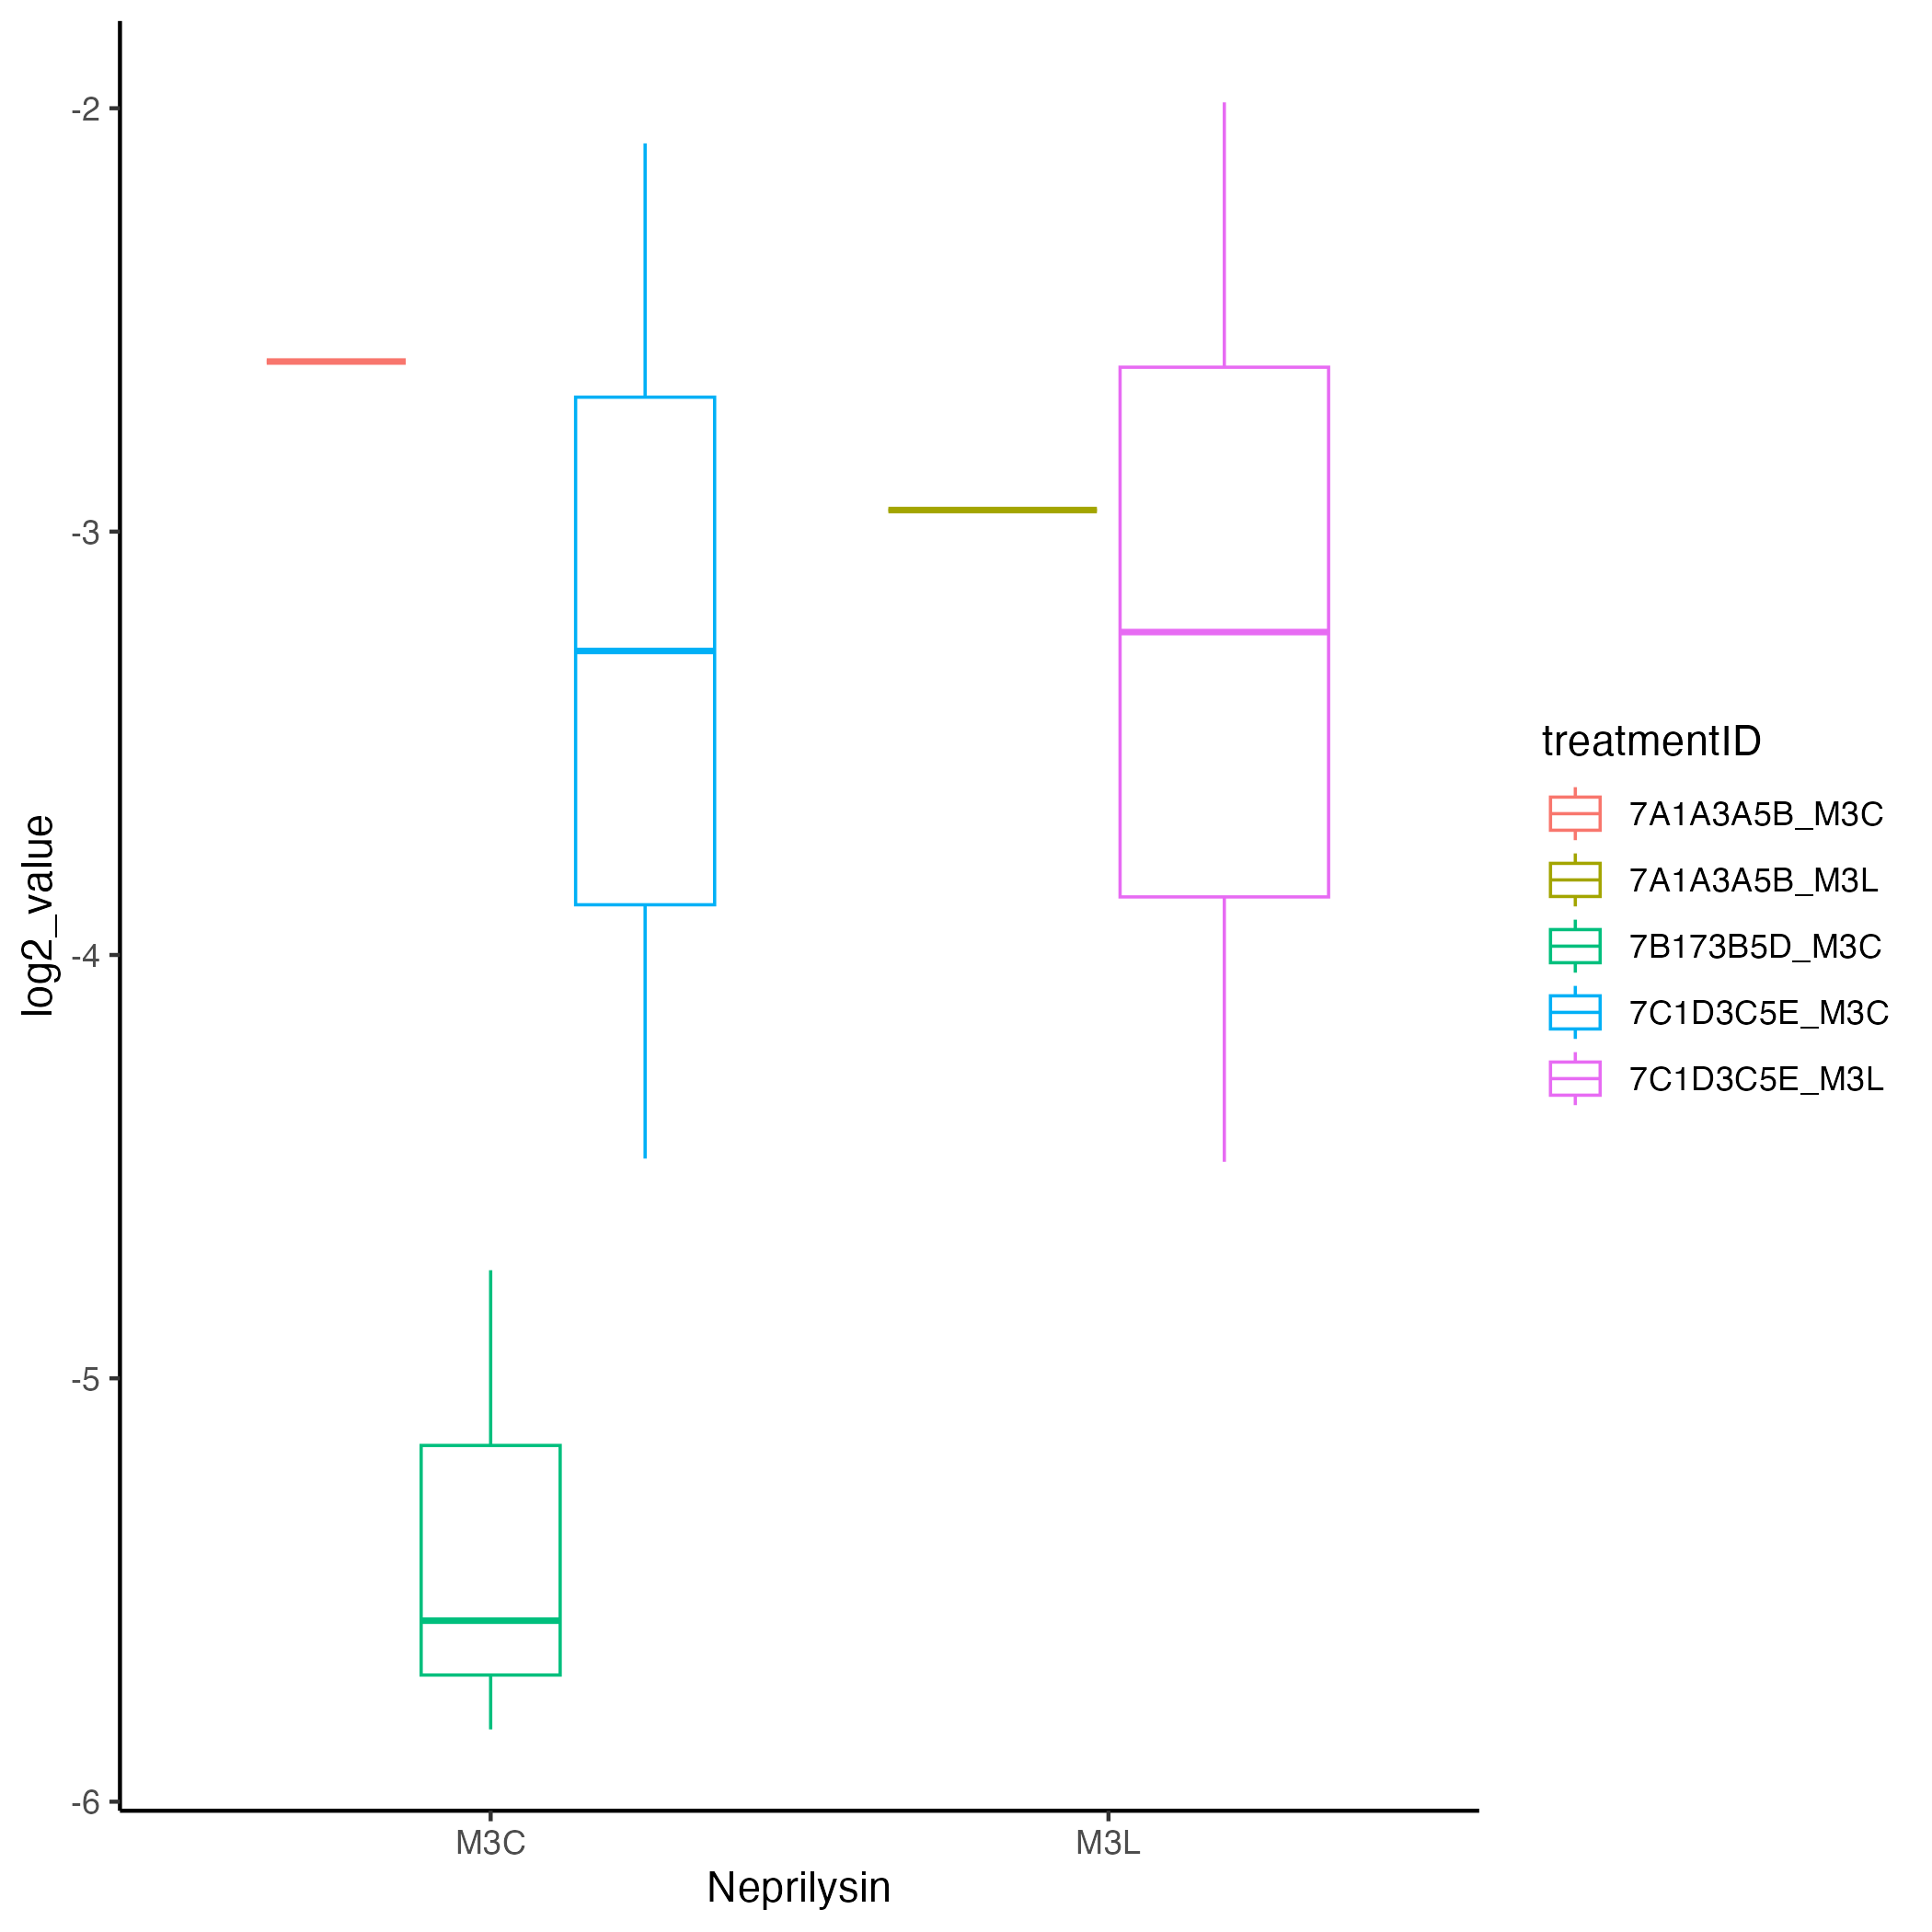 log2_value
-2
-3
-4
-5
-6
M3C
M3L
Neprilysin
treatmentID
7A1A3A5B_M3C
7A1A3A5B_M3L
7B173B5D_M3C
7C1D3C5E_M3C
7C1D3C5E_M3L